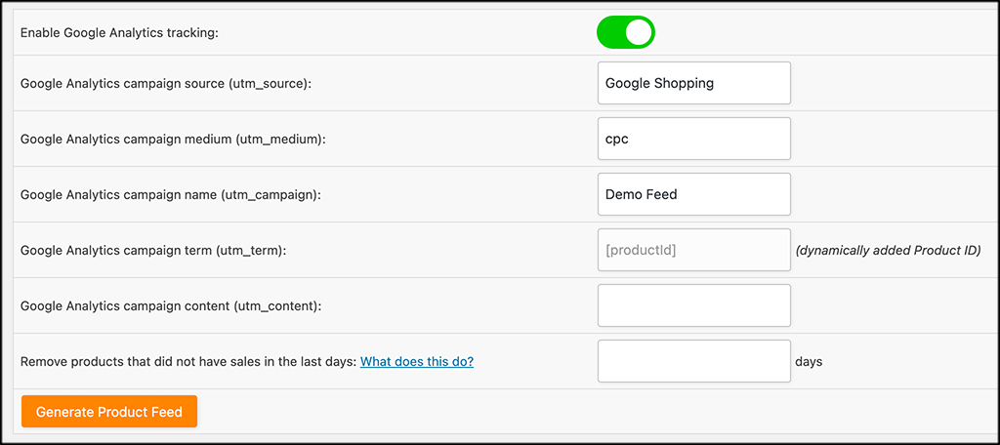 Enable Google Analytics tracking:
Google Analytics campaign source (utm_source): Google Shopping
Google Analytics campaign medium (utm_medium): cpc
Google Analytics campaign name (utm_campaign): Demo Feed
Google Analytics campaign term (utm_term): [productId] (dynamically added Product ID)
Google Analytics campaign content (utm_content):
Remove products that did not have sales in the last days: What does this do? days
Generate Product Feed